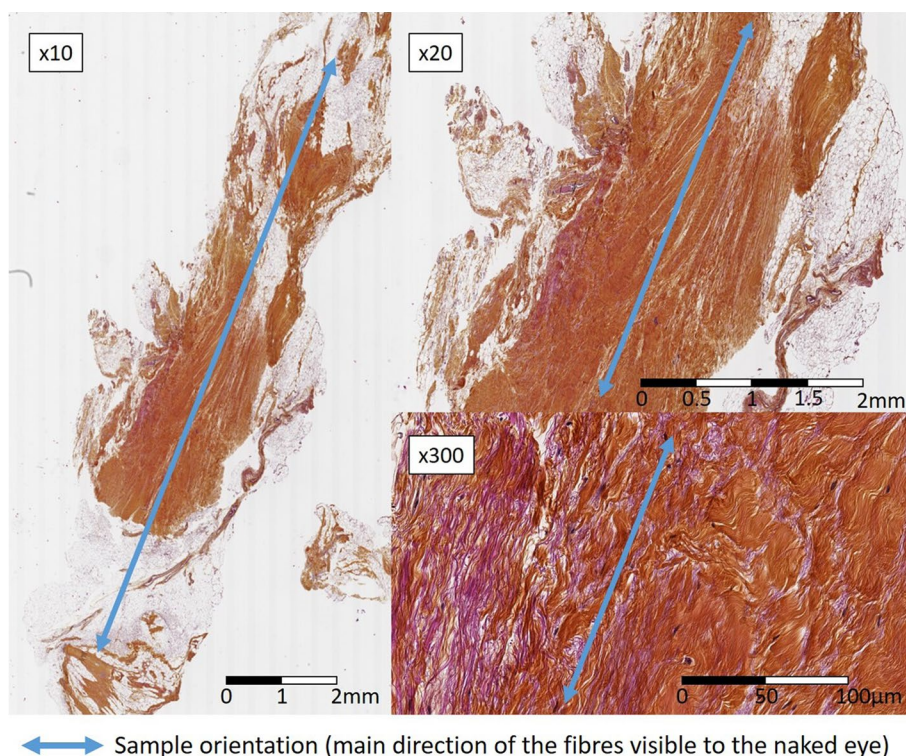 x10
x20
0 0.5 1 1.5 2mm
x300
0 1 2mm
0 50 100µm
Sample orientation (main direction of the fibres visible to the naked eye)